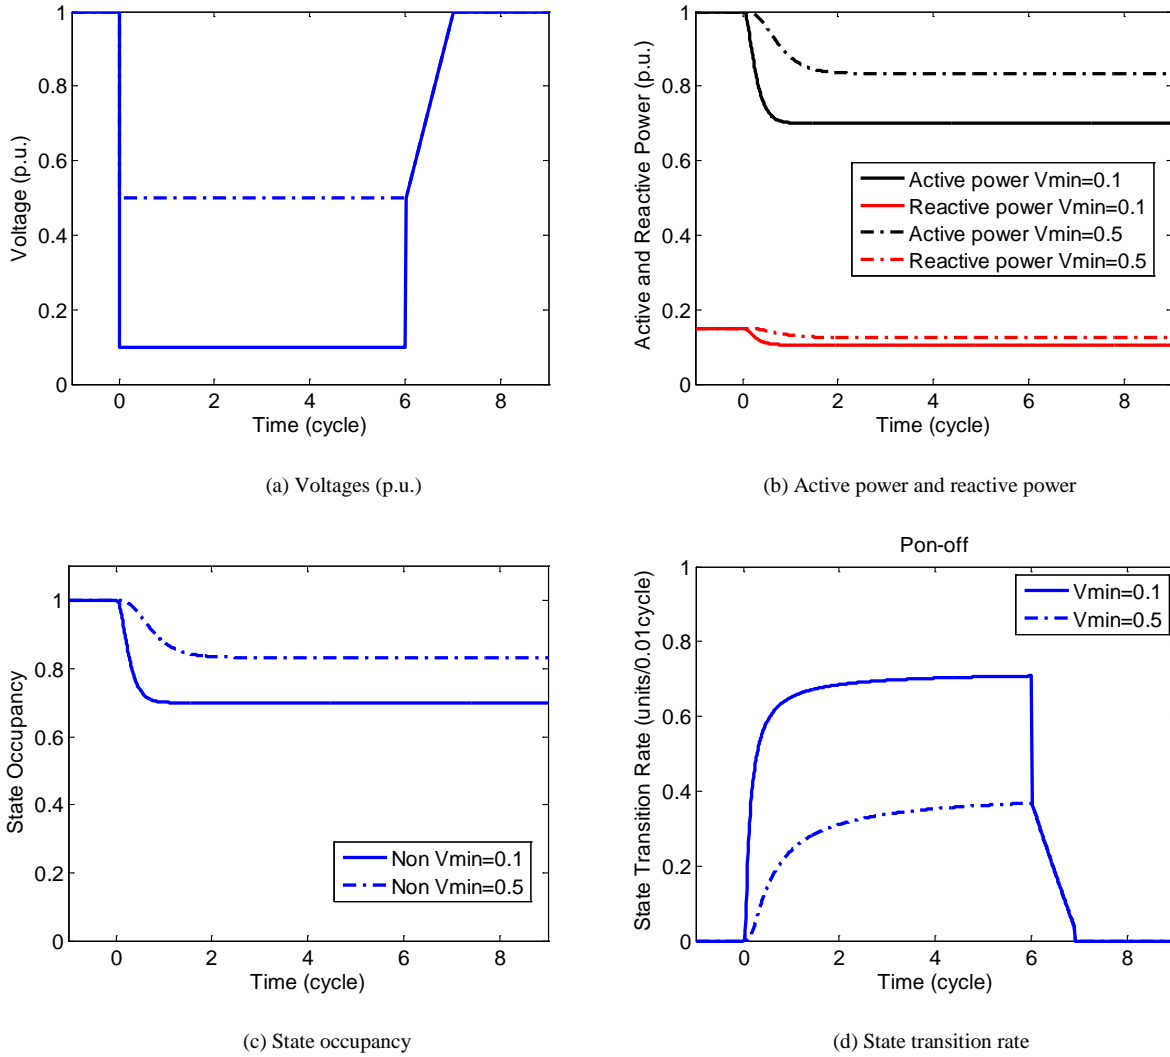 1
0.8
0.6
0.4
0.2
0
Voltage (p.u.)
0 2 4 6 8
Time (cycle)
(a) Voltages (p.u.)
1
0.8
0.6
0.4
0.2
0
Active and Reactive Power (p.u.)
Active power Vmin=0.1
Reactive power Vmin=0.1
Active power Vmin=0.5
Reactive power Vmin=0.5
0 2 4 6 8
Time (cycle)
(b) Active power and reactive power
1
0.8
0.6
0.4
0.2
0
State Occupancy
Non Vmin=0.1
Non Vmin=0.5
0 2 4 6 8
Time (cycle)
(c) State occupancy
Pon-off
1
0.8
0.6
0.4
0.2
0
State Transition Rate (units/0.01cycle)
Vmin=0.1
Vmin=0.5
0 2 4 6 8
Time (cycle)
(d) State transition rate